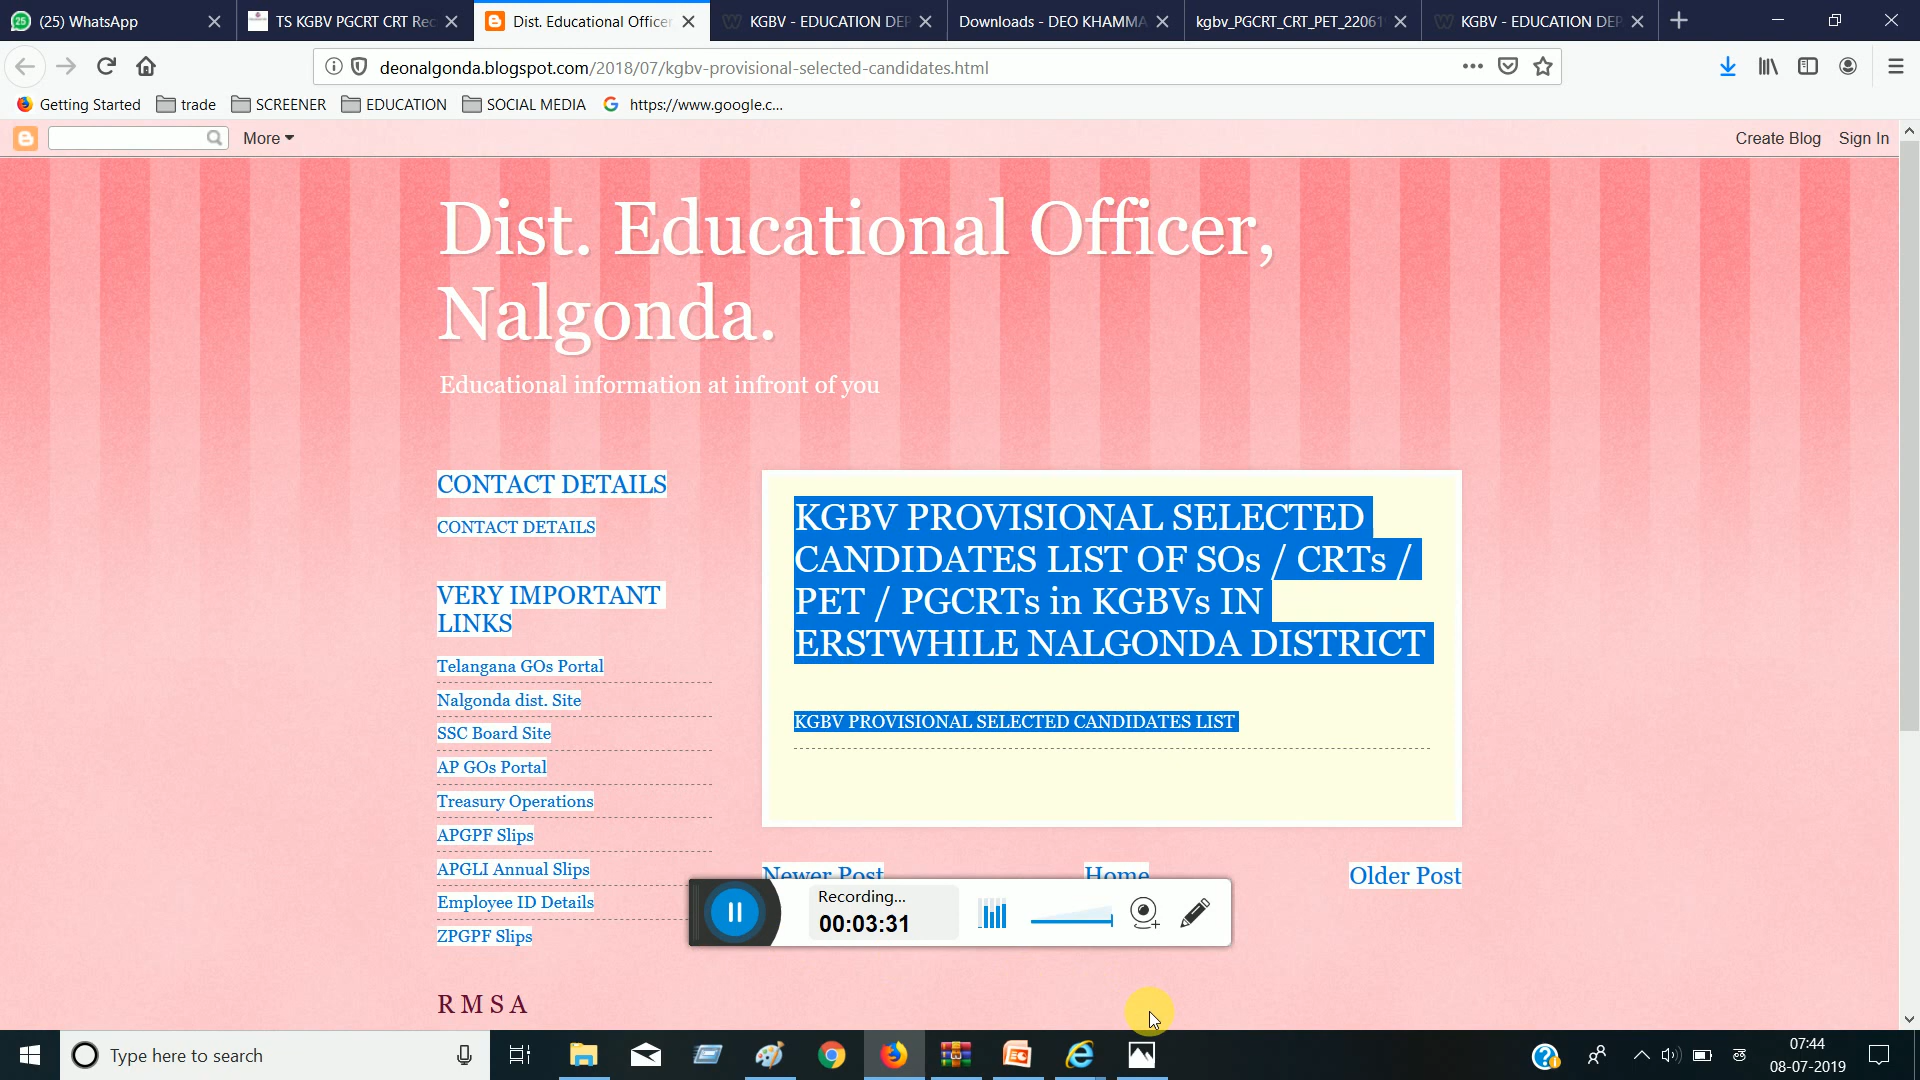 (25) WhatsApp
TS KGBV PGCRT CRT Rec
Dist. Educational Officer
KGBV - EDUCATION DEP
Downloads - DEO KHAMMA
kgbv_PGCRT_CRT_PET_22061
KGBV - EDUCATION DEP
deonalgonda.blogspot.com/2018/07/kgbv-provisional-selected-candidates.html
Getting Started trade SCREENER EDUCATION SOCIAL MEDIA https://www.google.c...
More Create Blog Sign In
Dist. Educational Officer,
Nalgonda.
Educational information at infront of you
CONTACT DETAILS
CONTACT DETAILS
VERY IMPORTANT
LINKS
Telangana GOs Portal
Nalgonda dist. Site
SSC Board Site
AP GOs Portal
Treasury Operations
APGPF Slips
APGLI Annual Slips
Employee ID Details
ZPGPF Slips
R M S A
KGBV PROVISIONAL SELECTED
CANDIDATES LIST OF SOs / CRTs /
PET / PGCRTs in KGBVs IN
ERSTWHILE NALGONDA DISTRICT
KGBV PROVISIONAL SELECTED CANDIDATES LIST
Newer Post Home Older Post
Recording...
00:03:31
Type here to search
07:44
08-07-2019